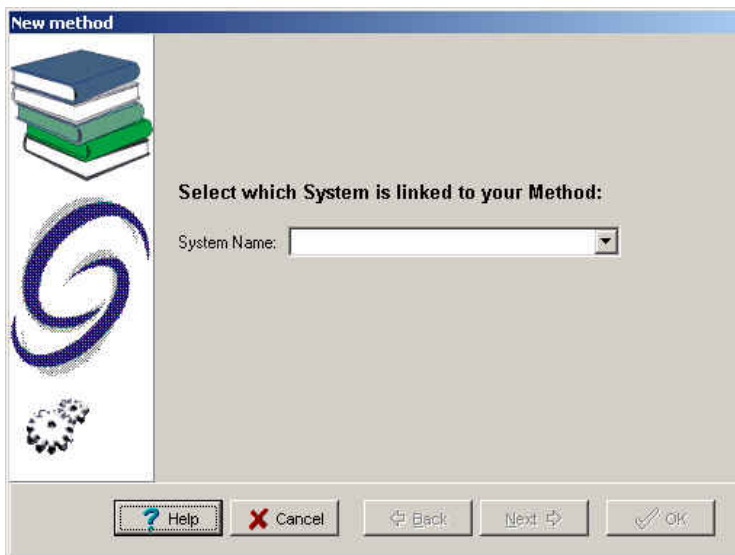 New method
Select which System is linked to your Method:
System Name:
Help Cancel Back Next OK